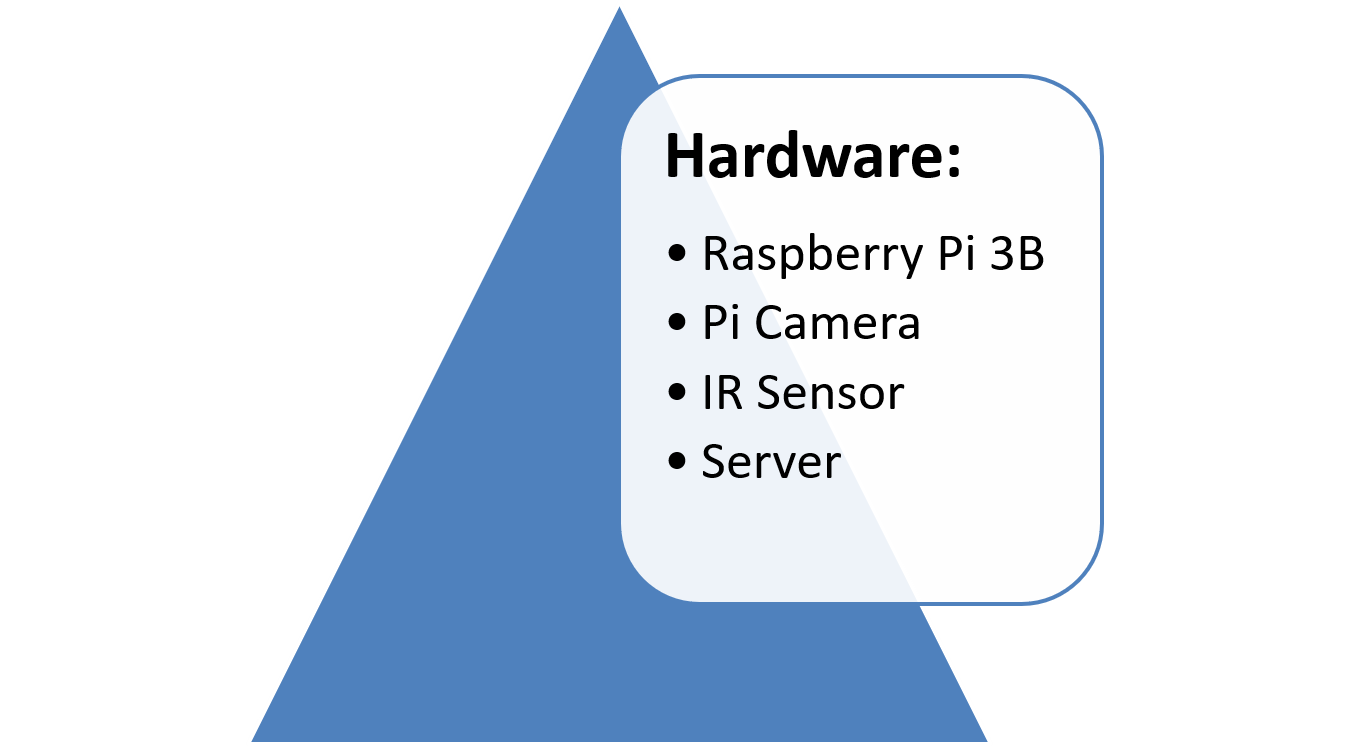 Hardware:
• Raspberry Pi 3B
• Pi Camera
• IR Sensor
• Server